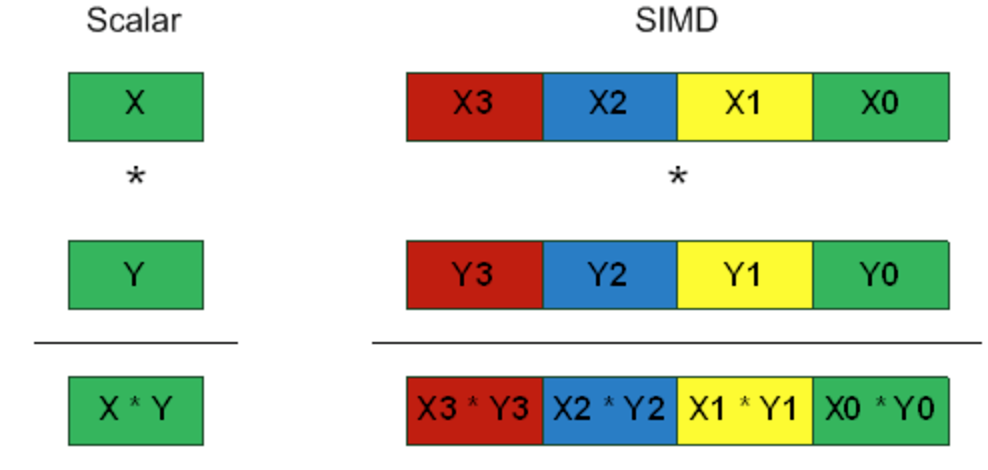 Scalar SIMD
X X3 X2 X1 X0
* *
Y Y3 Y2 Y1 Y0
X * Y X3 * Y3 X2 * Y2 X1 * Y1 X0 * Y0